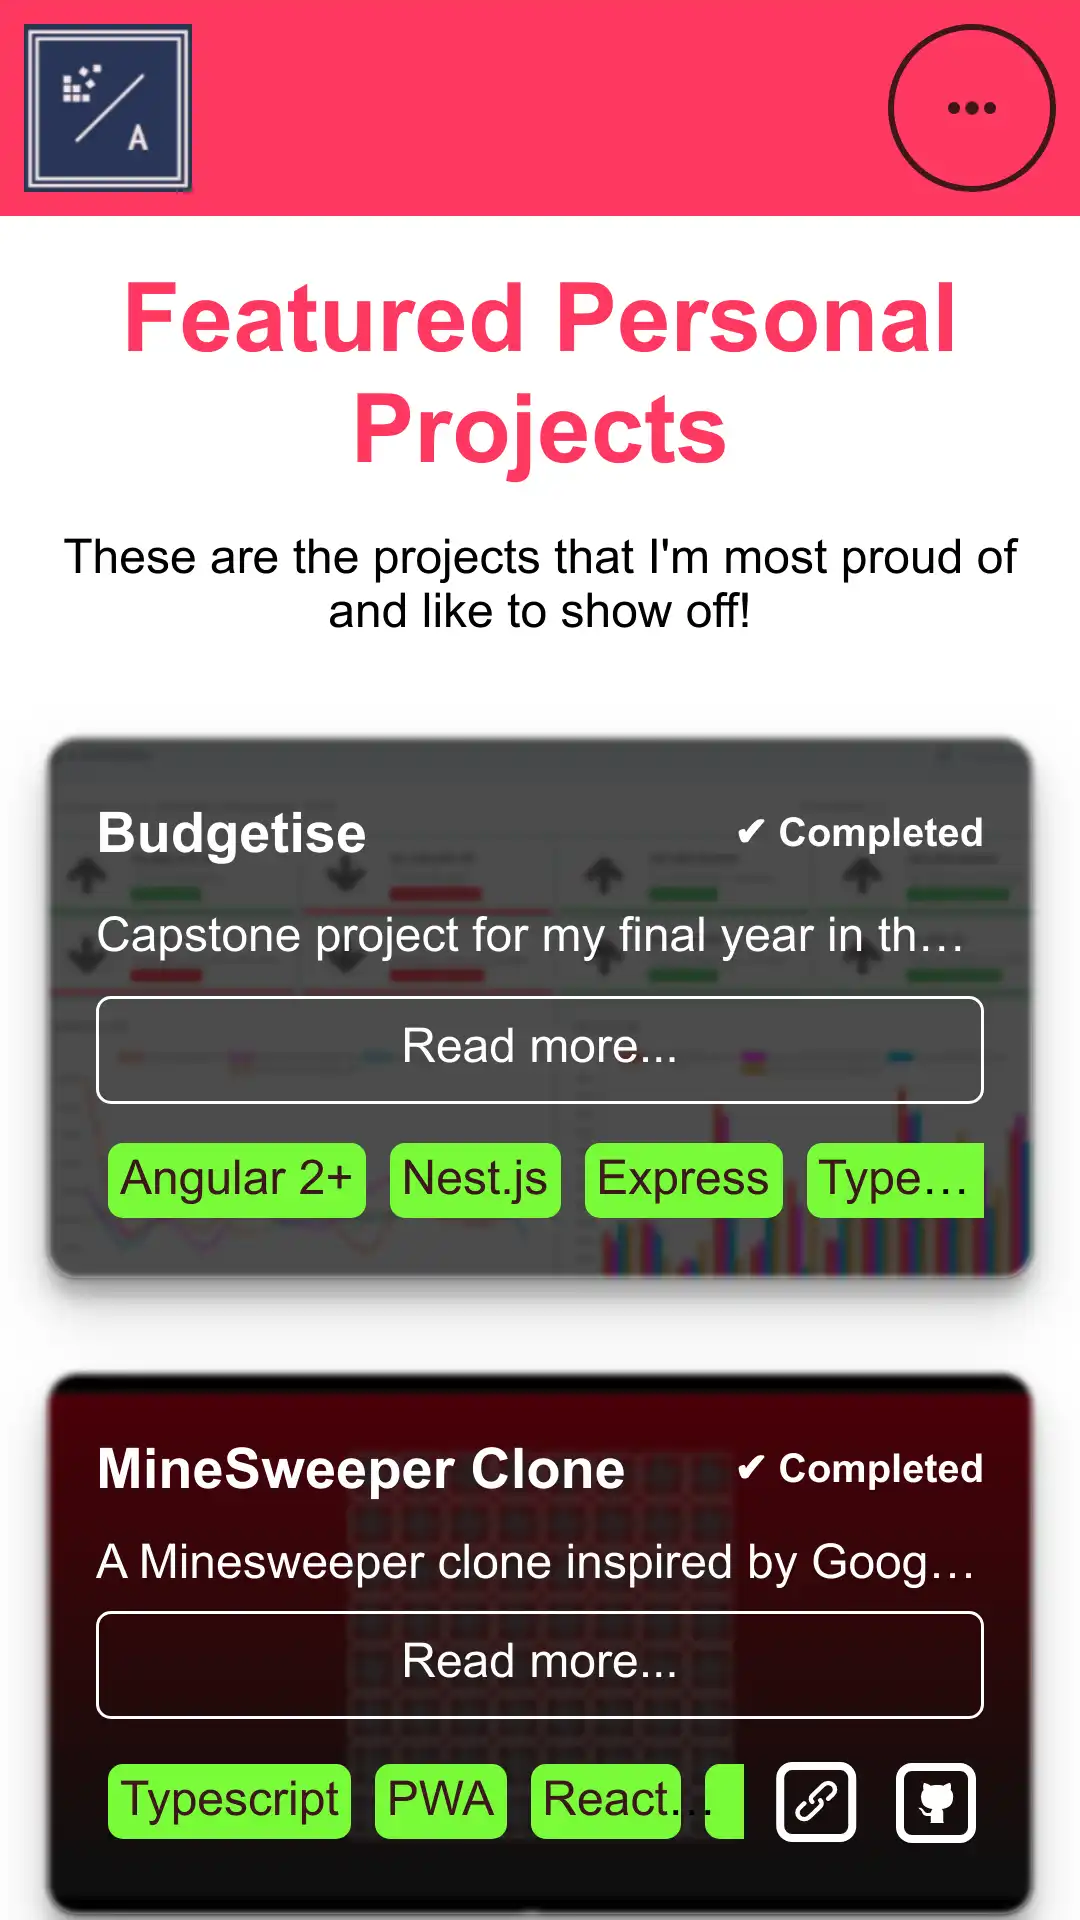 A
Featured Personal
Projects
These are the projects that I'm most proud of
and like to show off!
Budgetise
✔ Completed
Capstone project for my final year in th…
Read more...
Angular 2+ Nest.js Express Type…
MineSweeper Clone
✔ Completed
A Minesweeper clone inspired by Goog…
Read more...
Typescript PWA React…